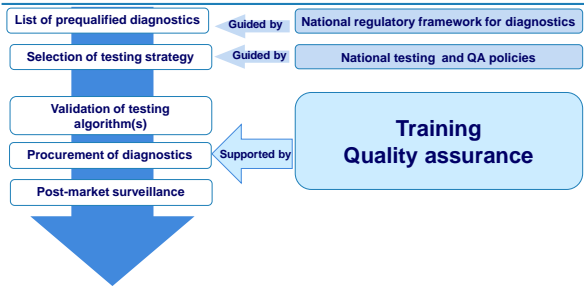 List of prequalified diagnostics
Guided by
National regulatory framework for diagnostics
Selection of testing strategy
Guided by
National testing and QA policies
Validation of testing
algorithm(s)
Procurement of diagnostics
Supported by
Training
Quality assurance
Post-market surveillance